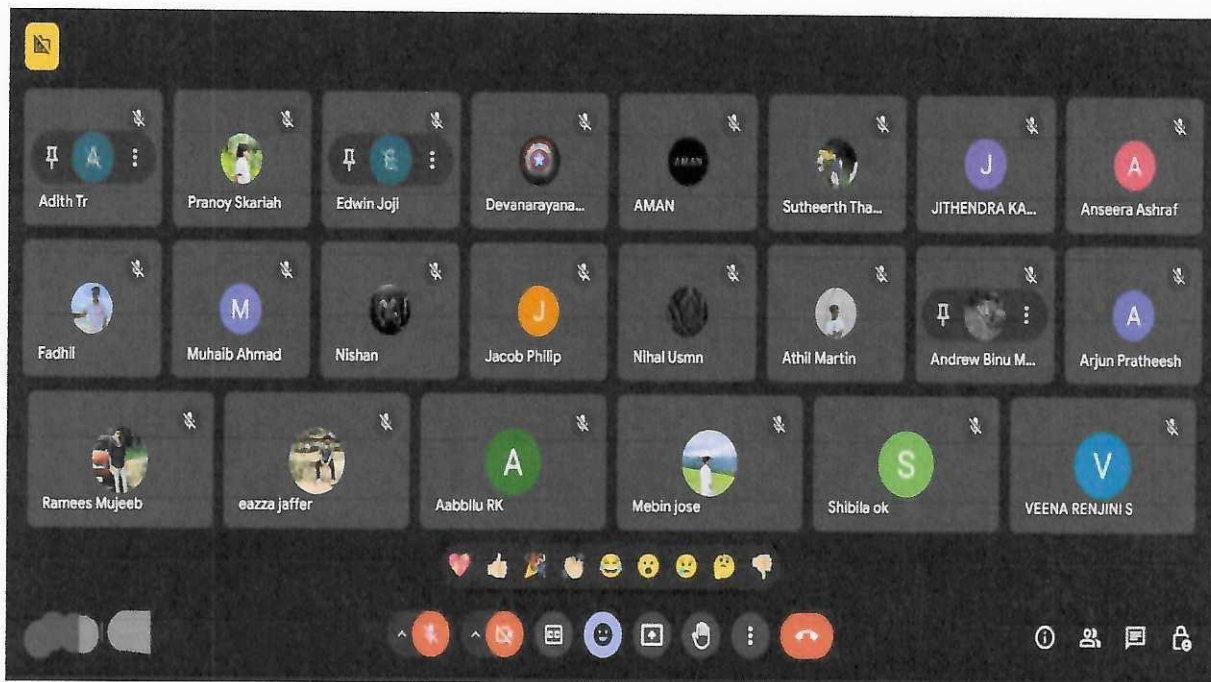 A
E
AMAN
J
A
Adith Tr
Pranoy Skariah
Edwin Joji
Devanarayana...
AMAN
Sutheerth Tha...
JITHENDRA KA...
Anseera Ashraf
M
J
A
Fadhil
Muhaib Ahmad
Nishan
Jacob Philip
Nihal Usmn
Athil Martin
Andrew Binu M...
Arjun Pratheesh
A
S
V
Ramees Mujeeb
eazza jaffer
Aabbilu RK
Mebin jose
Shibila ok
VEENA RENJINI S
CC